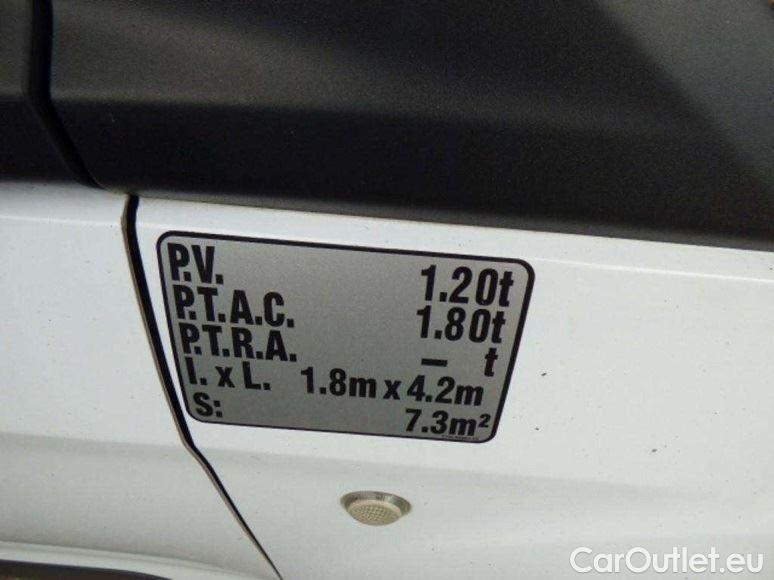 P.V. 1.20t
P.T.A.C. 1.80t
P.T.R.A. – t
l. x L. 1.8m x 4.2m
S: 7.3m²
CarOutlet.eu